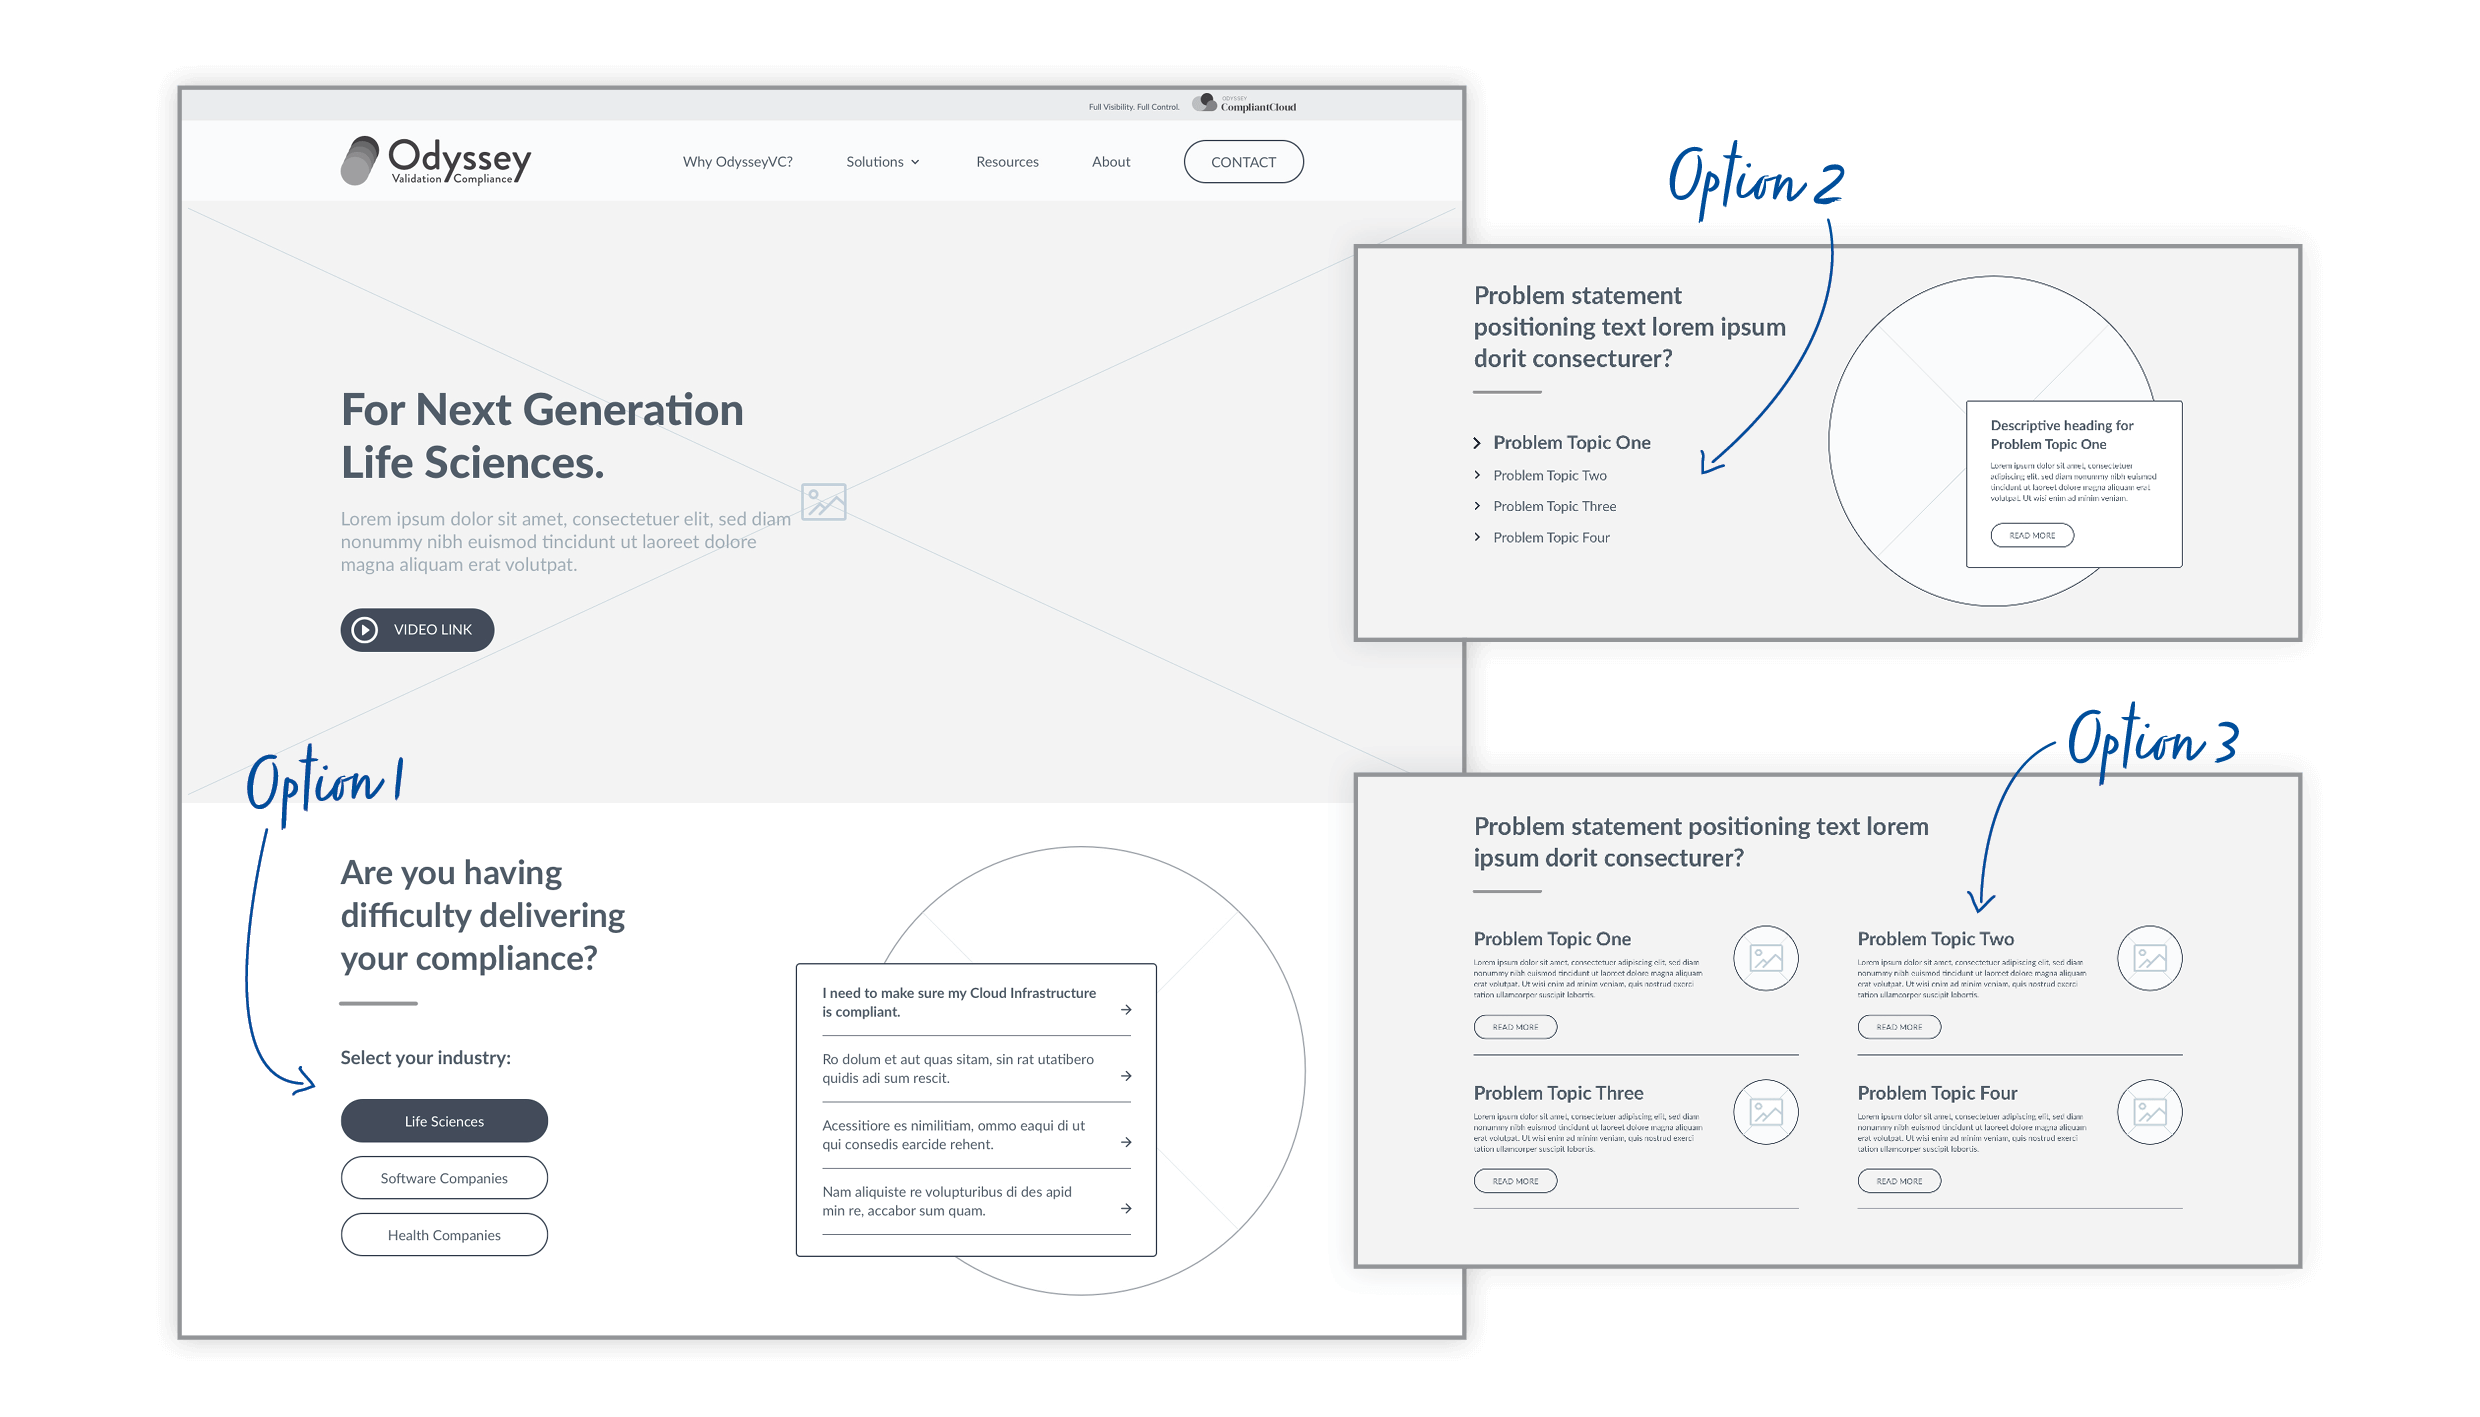 Full Visibility. Full Control.
ODYSSEY
CompliantCloud
Odyssey
Validation Compliance
Why OdysseyVC?
Solutions
Resources
About
CONTACT
For Next Generation
Life Sciences.
Lorem ipsum dolor sit amet, consectetuer elit, sed diam
nonummy nibh euismod tincidunt ut laoreet dolore
magna aliquam erat volutpat.
VIDEO LINK
Option 1
Are you having
difficulty delivering
your compliance?
Select your industry:
Life Sciences
Software Companies
Health Companies
I need to make sure my Cloud Infrastructure
is compliant.
Ro dolum et aut quas sitam, sin rat utatibero
quidis adi sum rescit.
Acessitiore es nimilitiam, ommo eaqui di ut
qui consedis earcide rehent.
Nam aliquiste re volupturibus di des apid
min re, accabor sum quam.
Option 2
Problem statement
positioning text lorem ipsum
dorit consecturer?
Problem Topic One
Problem Topic Two
Problem Topic Three
Problem Topic Four
Descriptive heading for
Problem Topic One
Lorem ipsum dolor sit amet, consectetuer
adipiscing elit, sed diam nonummy nibh euismod
tincidunt ut laoreet dolore magna aliquam erat
volutpat. Ut wisi enim ad minim veniam.
READ MORE
Option 3
Problem statement positioning text lorem
ipsum dorit consecturer?
Problem Topic One
Lorem ipsum dolor sit amet, consectetuer adipiscing elit, sed diam
nonummy nibh euismod tincidunt ut laoreet dolore magna aliquam
erat volutpat. Ut wisi enim ad minim veniam, quis nostrud exerci
tation ullamcorper suscipit lobortis.
READ MORE
Problem Topic Two
Lorem ipsum dolor sit amet, consectetuer adipiscing elit, sed diam
nonummy nibh euismod tincidunt ut laoreet dolore magna aliquam
erat volutpat. Ut wisi enim ad minim veniam, quis nostrud exerci
tation ullamcorper suscipit lobortis.
READ MORE
Problem Topic Three
Lorem ipsum dolor sit amet, consectetuer adipiscing elit, sed diam
nonummy nibh euismod tincidunt ut laoreet dolore magna aliquam
erat volutpat. Ut wisi enim ad minim veniam, quis nostrud exerci
tation ullamcorper suscipit lobortis.
READ MORE
Problem Topic Four
Lorem ipsum dolor sit amet, consectetuer adipiscing elit, sed diam
nonummy nibh euismod tincidunt ut laoreet dolore magna aliquam
erat volutpat. Ut wisi enim ad minim veniam, quis nostrud exerci
tation ullamcorper suscipit lobortis.
READ MORE